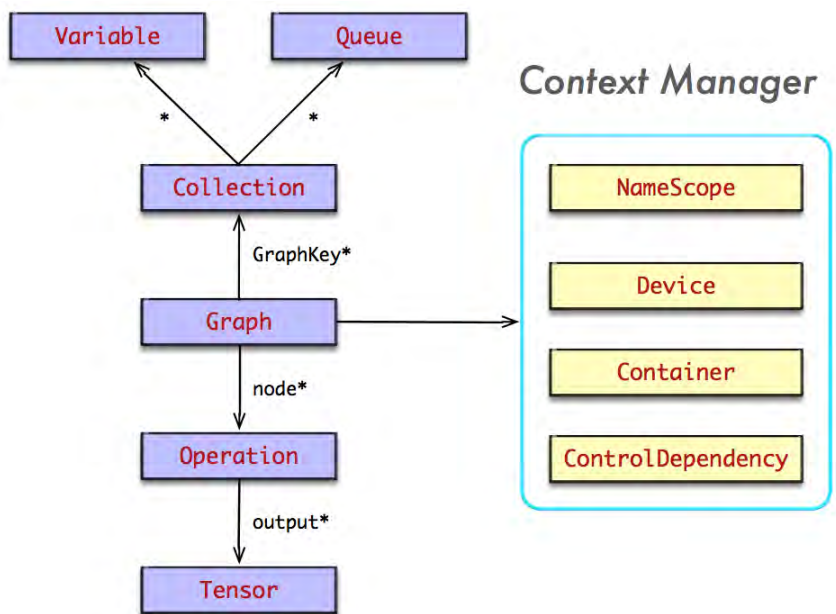 Variable
Queue
Context Manager
*
*
Collection
NameScope
GraphKey*
Device
Graph
Container
node*
Operation
ControlDependency
output*
Tensor